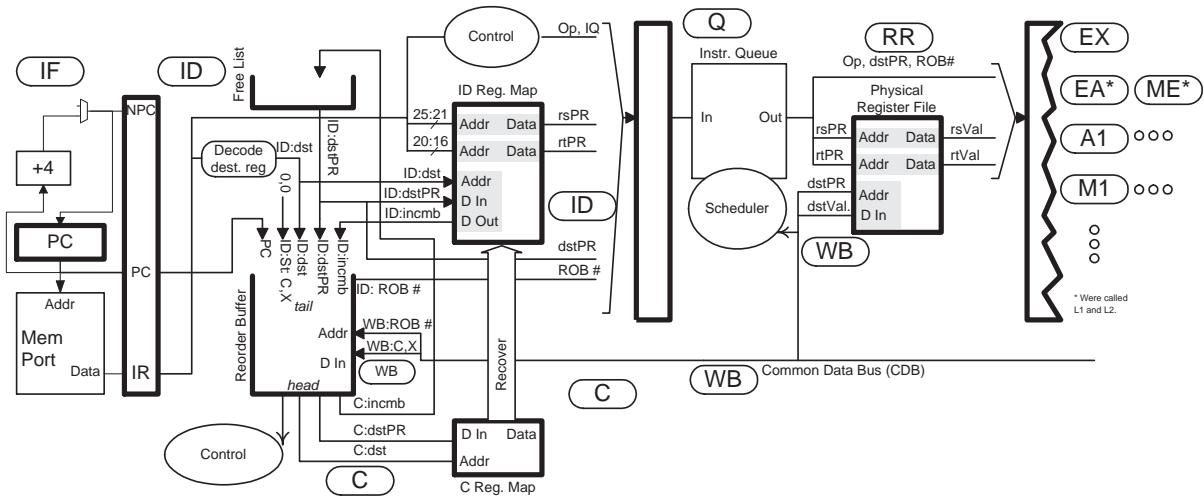 IF
ID
Free List
Control
Op, IQ
Q
Instr. Queue
RR
Op, dstPR, ROB#
Physical
Register File
EX
EA*
ME*
A1
M1
NPC
+4
PC
PC
IR
Addr
Mem
Port
Data
Decode
dest. reg
ID:dst
ID:dstPR
25:21
20:16
ID Reg. Map
Addr
Data
Addr
Data
Addr
D In
D Out
rsPR
rtPR
ID:dst
ID:dstPR
ID:incmb
ID
dstPR
ROB #
0,0
PC
ID:St: C,X
ID:dst
ID:dstPR
ID:incmb
tail
ID: ROB #
Reorder Buffer
Addr
D In
WB:ROB #
WB:C,X
WB
head
C:incmb
C:dstPR
C:dst
Control
C
Recover
D In
Data
Addr
C Reg. Map
C
In
Out
Scheduler
rsPR
rtPR
dstPR
dstVal.
Addr
Data
Addr
Data
Addr
D In
rsVal
rtVal
WB
WB
Common Data Bus (CDB)
* Were called
L1 and L2.